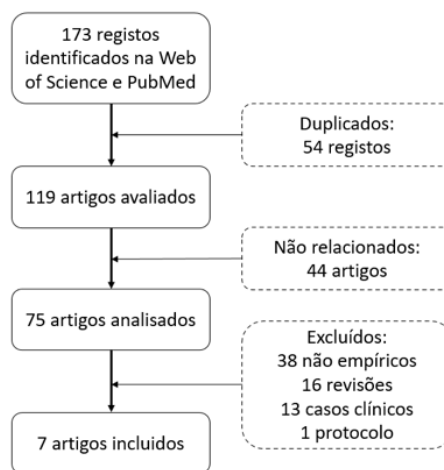 173 registos
identificados na Web
of Science e PubMed
Duplicados:
54 registos
119 artigos avaliados
Não relacionados:
44 artigos
75 artigos analisados
Excluídos:
38 não empíricos
16 revisões
13 casos clínicos
1 protocolo
7 artigos incluidos